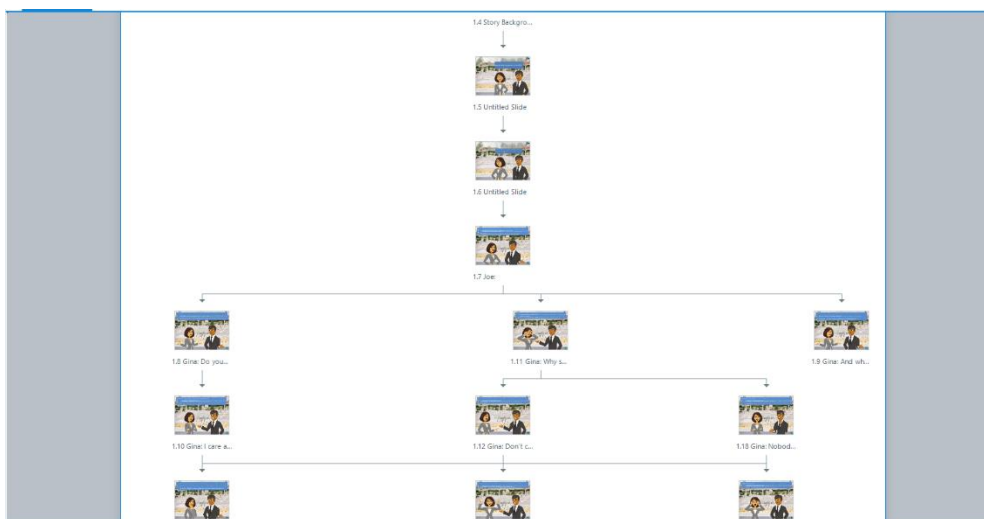 1.4 Story Backgro...
1.5 Untitled Slide
1.6 Untitled Slide
1.7 Joe:
1.8 Gina: Do you...
1.11 Gina: Why s...
1.9 Gina: And wh...
1.10 Gina: I care a...
1.12 Gina: Don't c...
1.18 Gina: Nobod...